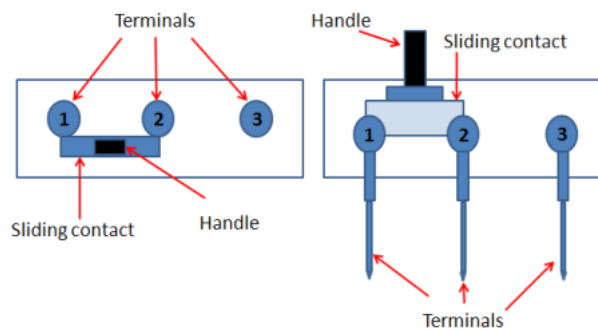 Terminals
1
2
3
Sliding contact
Handle
Handle
Sliding contact
1
2
3
Terminals